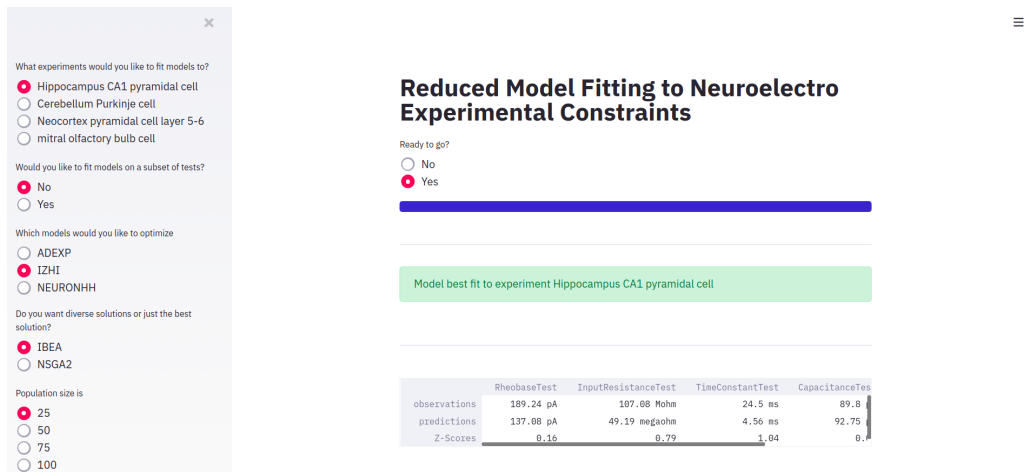 What experiments would you like to fit models to?
Hippocampus CA1 pyramidal cell
Cerebellum Purkinje cell
Neocortex pyramidal cell layer 5-6
mitral olfactory bulb cell
Would you like to fit models on a subset of tests?
No
Yes
Which models would you like to optimize
ADEXP
IZHI
NEURONHH
Do you want diverse solutions or just the best
solution?
IBEA
NSGA2
Population size is
25
50
75
100
Reduced Model Fitting to Neuroelectro
Experimental Constraints
Ready to go?
No
Yes
Model best fit to experiment Hippocampus CA1 pyramidal cell
RheobaseTest InputResistanceTest TimeConstantTest
observations 189.24 pA 107.08 Mohm 24.5 ms 89.8
predictions 137.08 pA 49.19 megaohm 4.56 ms 92.75
Z-Scores 0.16 0.79 1.04